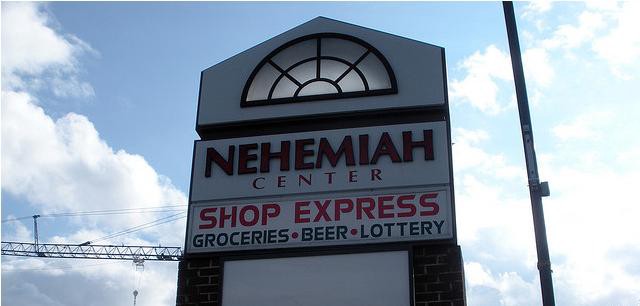 NEHEMIAH
CENTER
SHOP EXPRESS
GROCERIES • BEER • LOTTERY